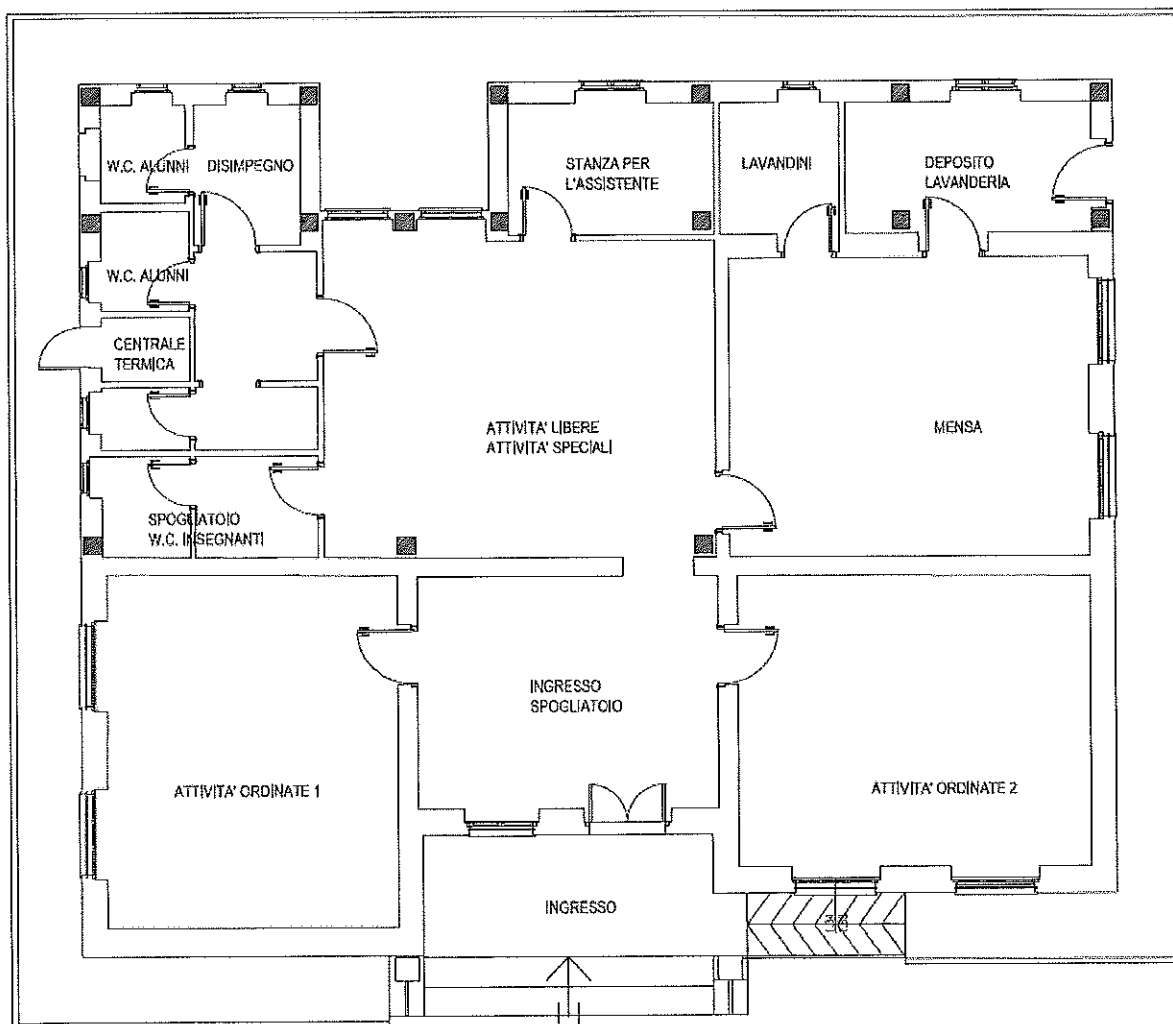 W.C. ALUNNI
DISIMPEGNO
STANZA PER
L'ASSISTENTE
LAVANDINI
DEPOSITO
LAVANDERIA
W.C. ALUNNI
CENTRALE
TERMICA
ATTIVITA' LIBERE
ATTIVITA' SPECIALI
MENSA
SPOGLIATOIO
W.C. INSEGNANTI
INGRESSO
SPOGLIATOIO
ATTIVITA' ORDINATE 1
ATTIVITA' ORDINATE 2
INGRESSO